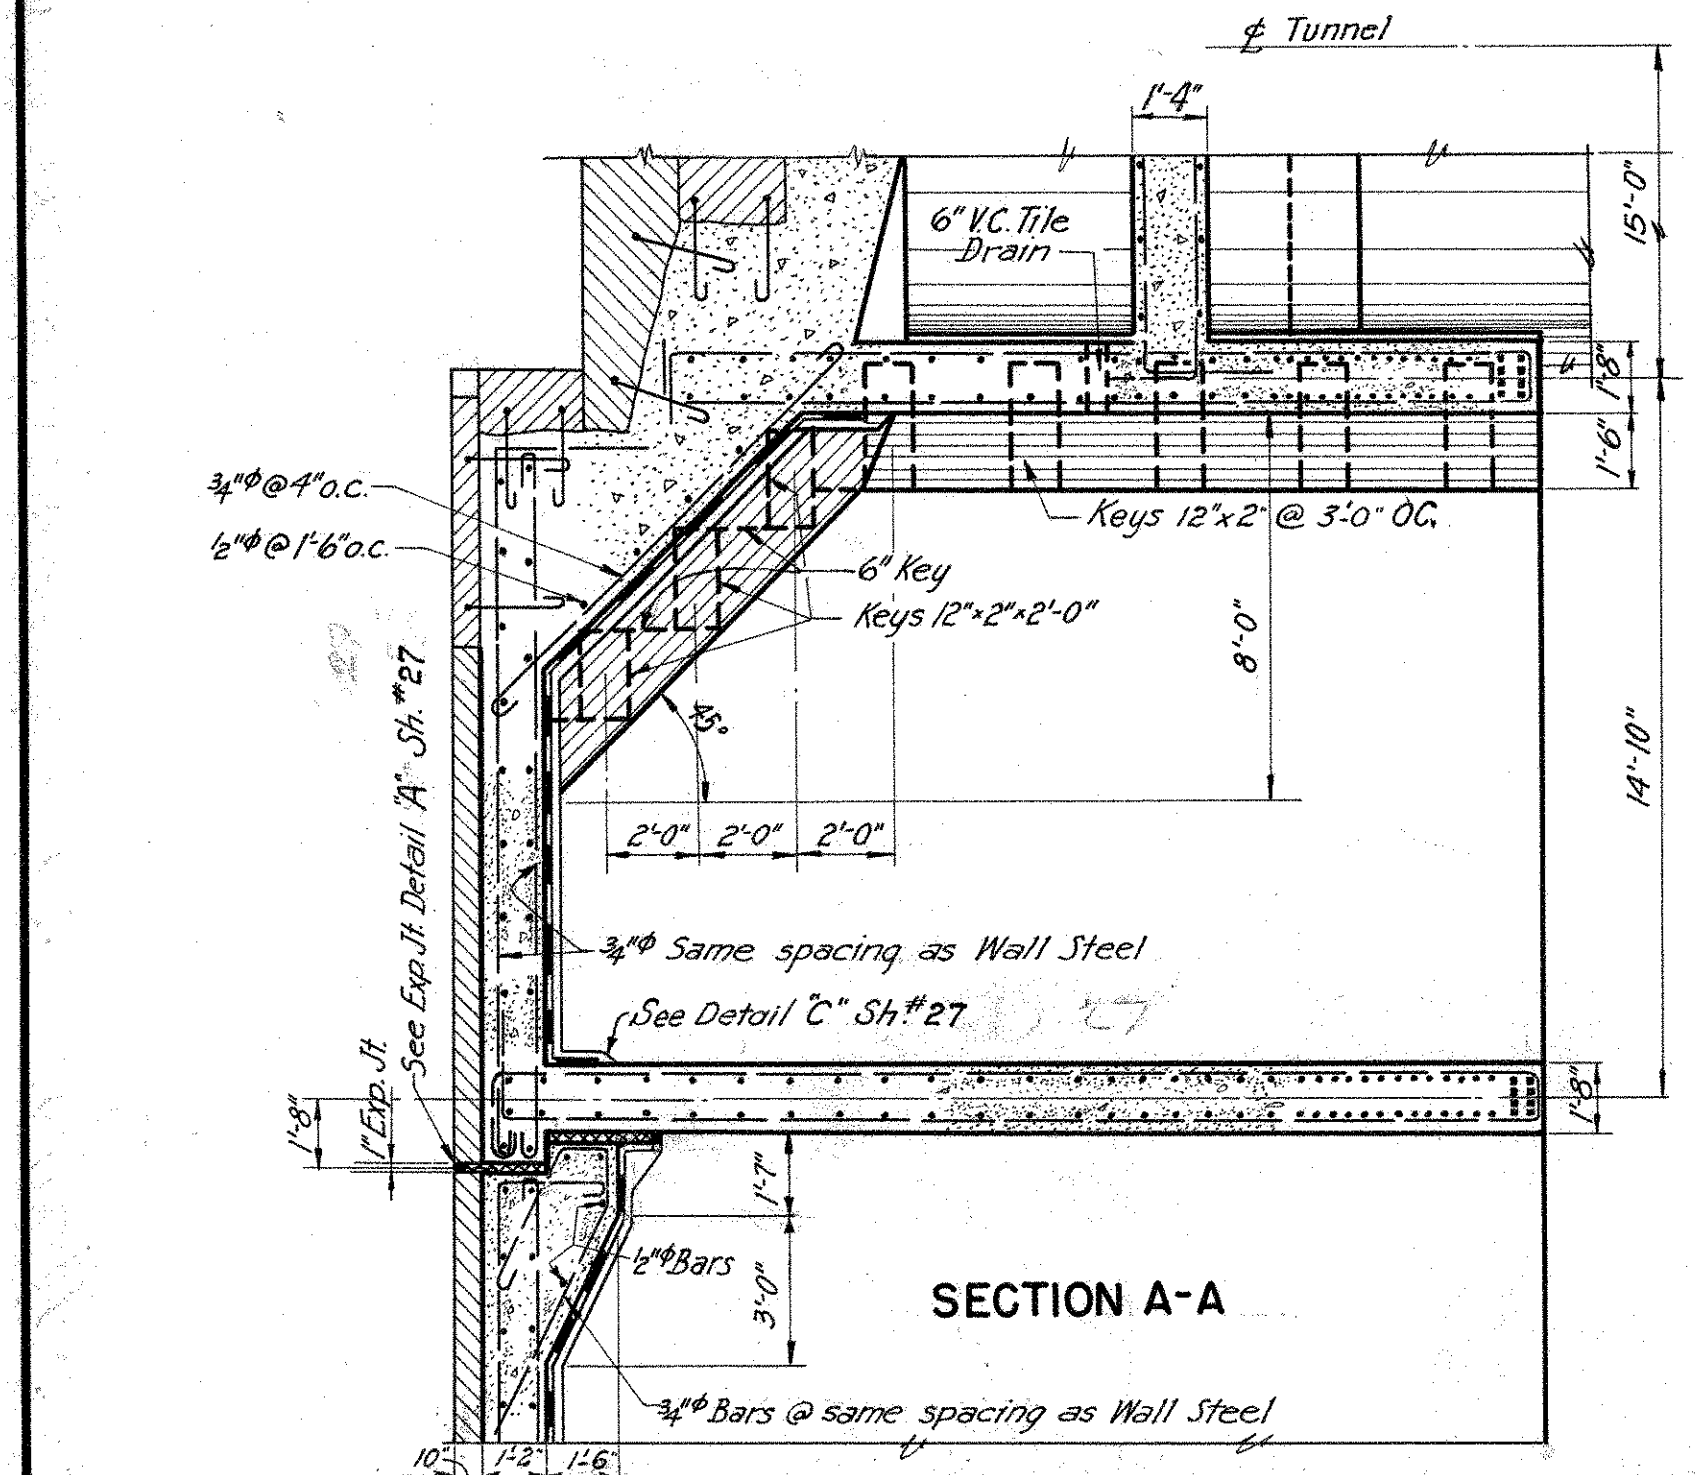 ℄ Tunnel
1'-4"
15'-0"
6" V.C. Tile
Drain
1'-8"
1'-6"
¾"ϕ @ 4" o.c.
½"ϕ @ 1'-6" o.c.
Keys 12"x2" @ 3'-0" OC.
6" Key
Keys 12"x2"x2'-0"
8'-0"
45°
14'-10"
See Exp. Jt. Detail "A" Sh. #27
2'-0"
2'-0"
2'-0"
¾"ϕ Same spacing as Wall Steel
See Detail "C" Sh. #27
27
1" Exp. Jt.
1'-8"
1'-8"
1'-7"
½"ϕ Bars
3'-0"
SECTION A-A
¾"ϕ Bars @ same spacing as Wall Steel
10"
1'-2"
1'-6"